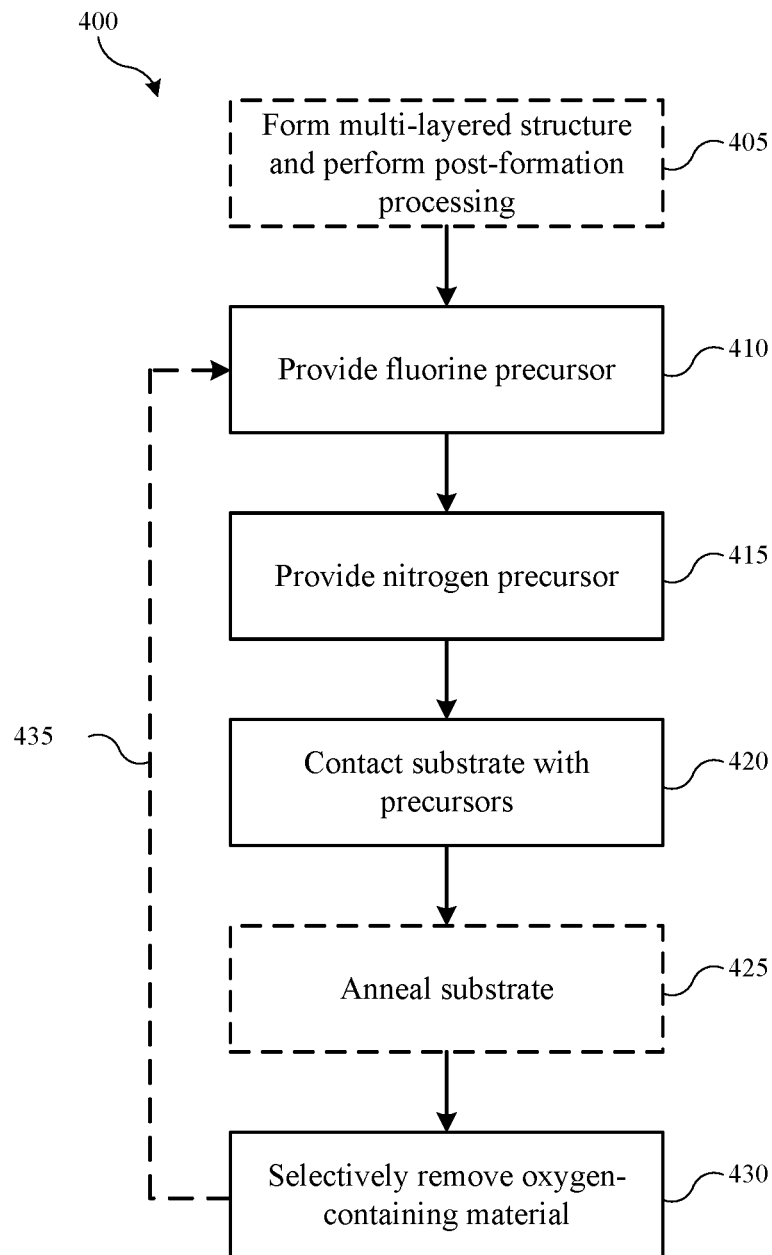 400
Form multi-layered structure
and perform post-formation
processing
405
Provide fluorine precursor
410
Provide nitrogen precursor
415
435
Contact substrate with
precursors
420
Anneal substrate
425
Selectively remove oxygen-
containing material
430